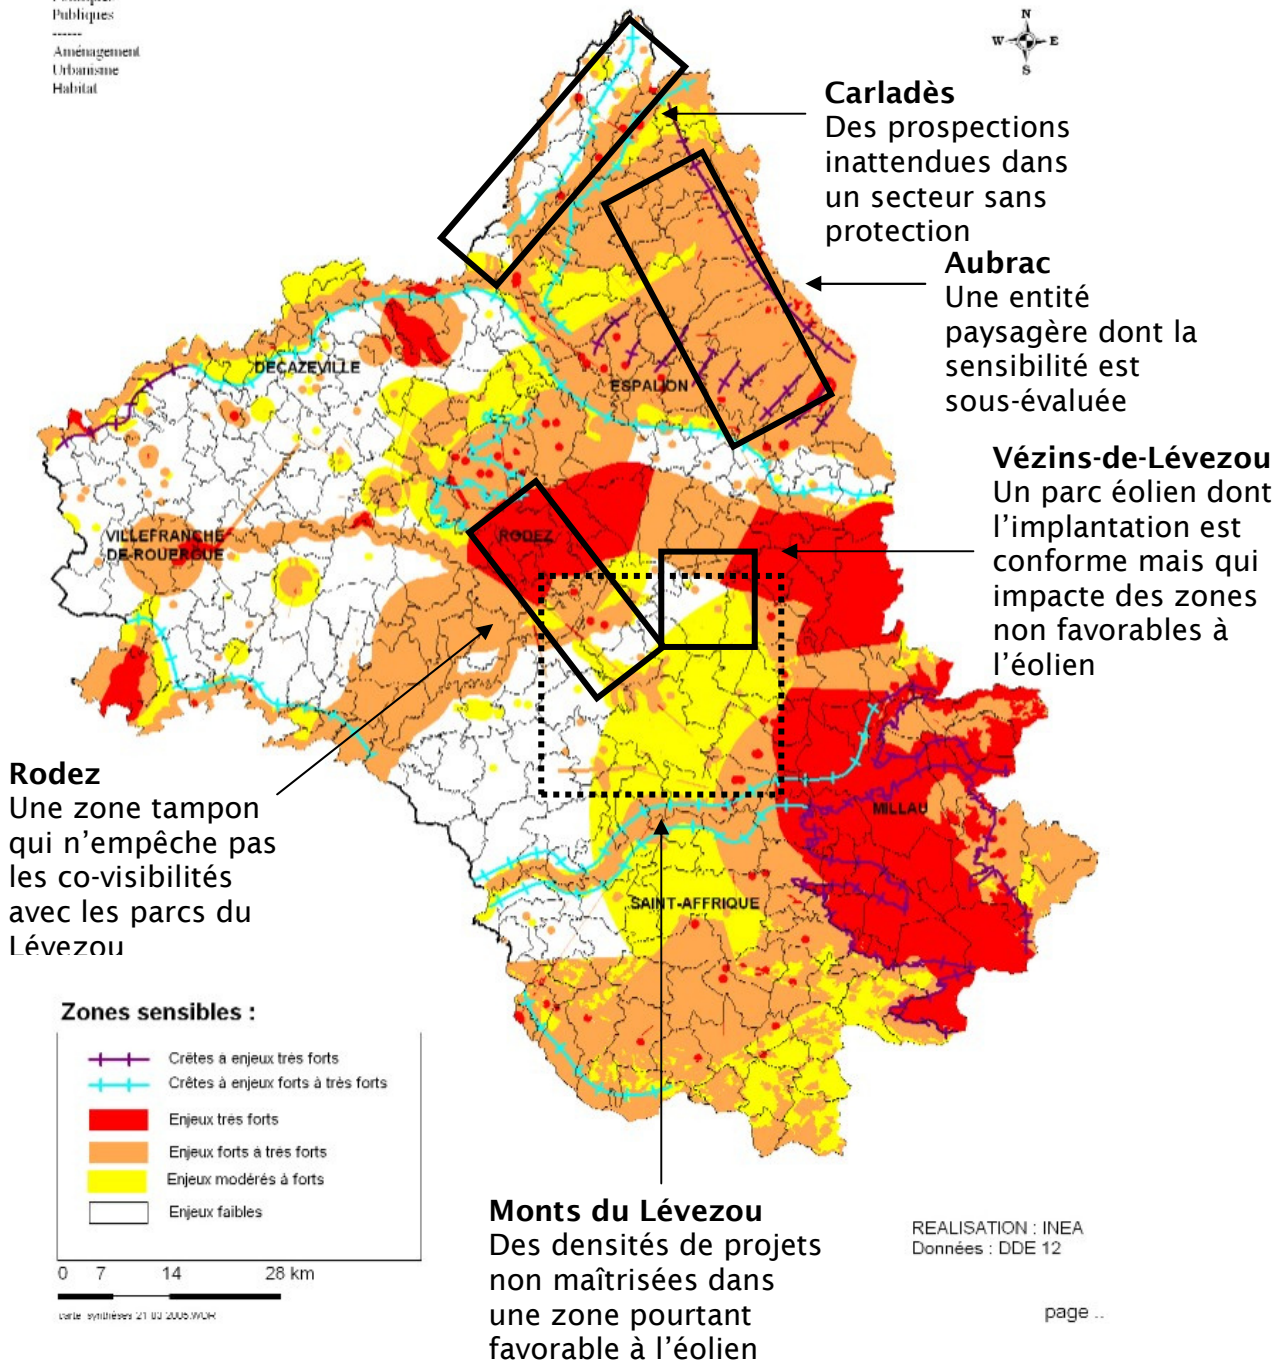 Publiques
------
Aménagement
Urbanisme
Habitat
N
W E
S
Carladès
Des prospections
inattendues dans
un secteur sans
protection
Aubrac
Une entité
paysagère dont la
sensibilité est
sous-évaluée
Vézins-de-Lévezou
Un parc éolien dont
l'implantation est
conforme mais qui
impacte des zones
non favorables à
l'éolien
DECAZEVILLE
ESPALION
VILLEFRANCHE
DE-ROUERGUE
RODEZ
MILLAU
SAINT-AFFRIQUE
Rodez
Une zone tampon
qui n'empêche pas
les co-visibilités
avec les parcs du
Lévezou
Zones sensibles :
Crêtes à enjeux très forts
Crêtes à enjeux forts à très forts
Enjeux très forts
Enjeux forts à très forts
Enjeux modérés à forts
Enjeux faibles
0 7 14 28 km
carte synthèses 21 03 2005.WOR
Monts du Lévezou
Des densités de projets
non maîtrisées dans
une zone pourtant
favorable à l'éolien
REALISATION : INEA
Données : DDE 12
page ..